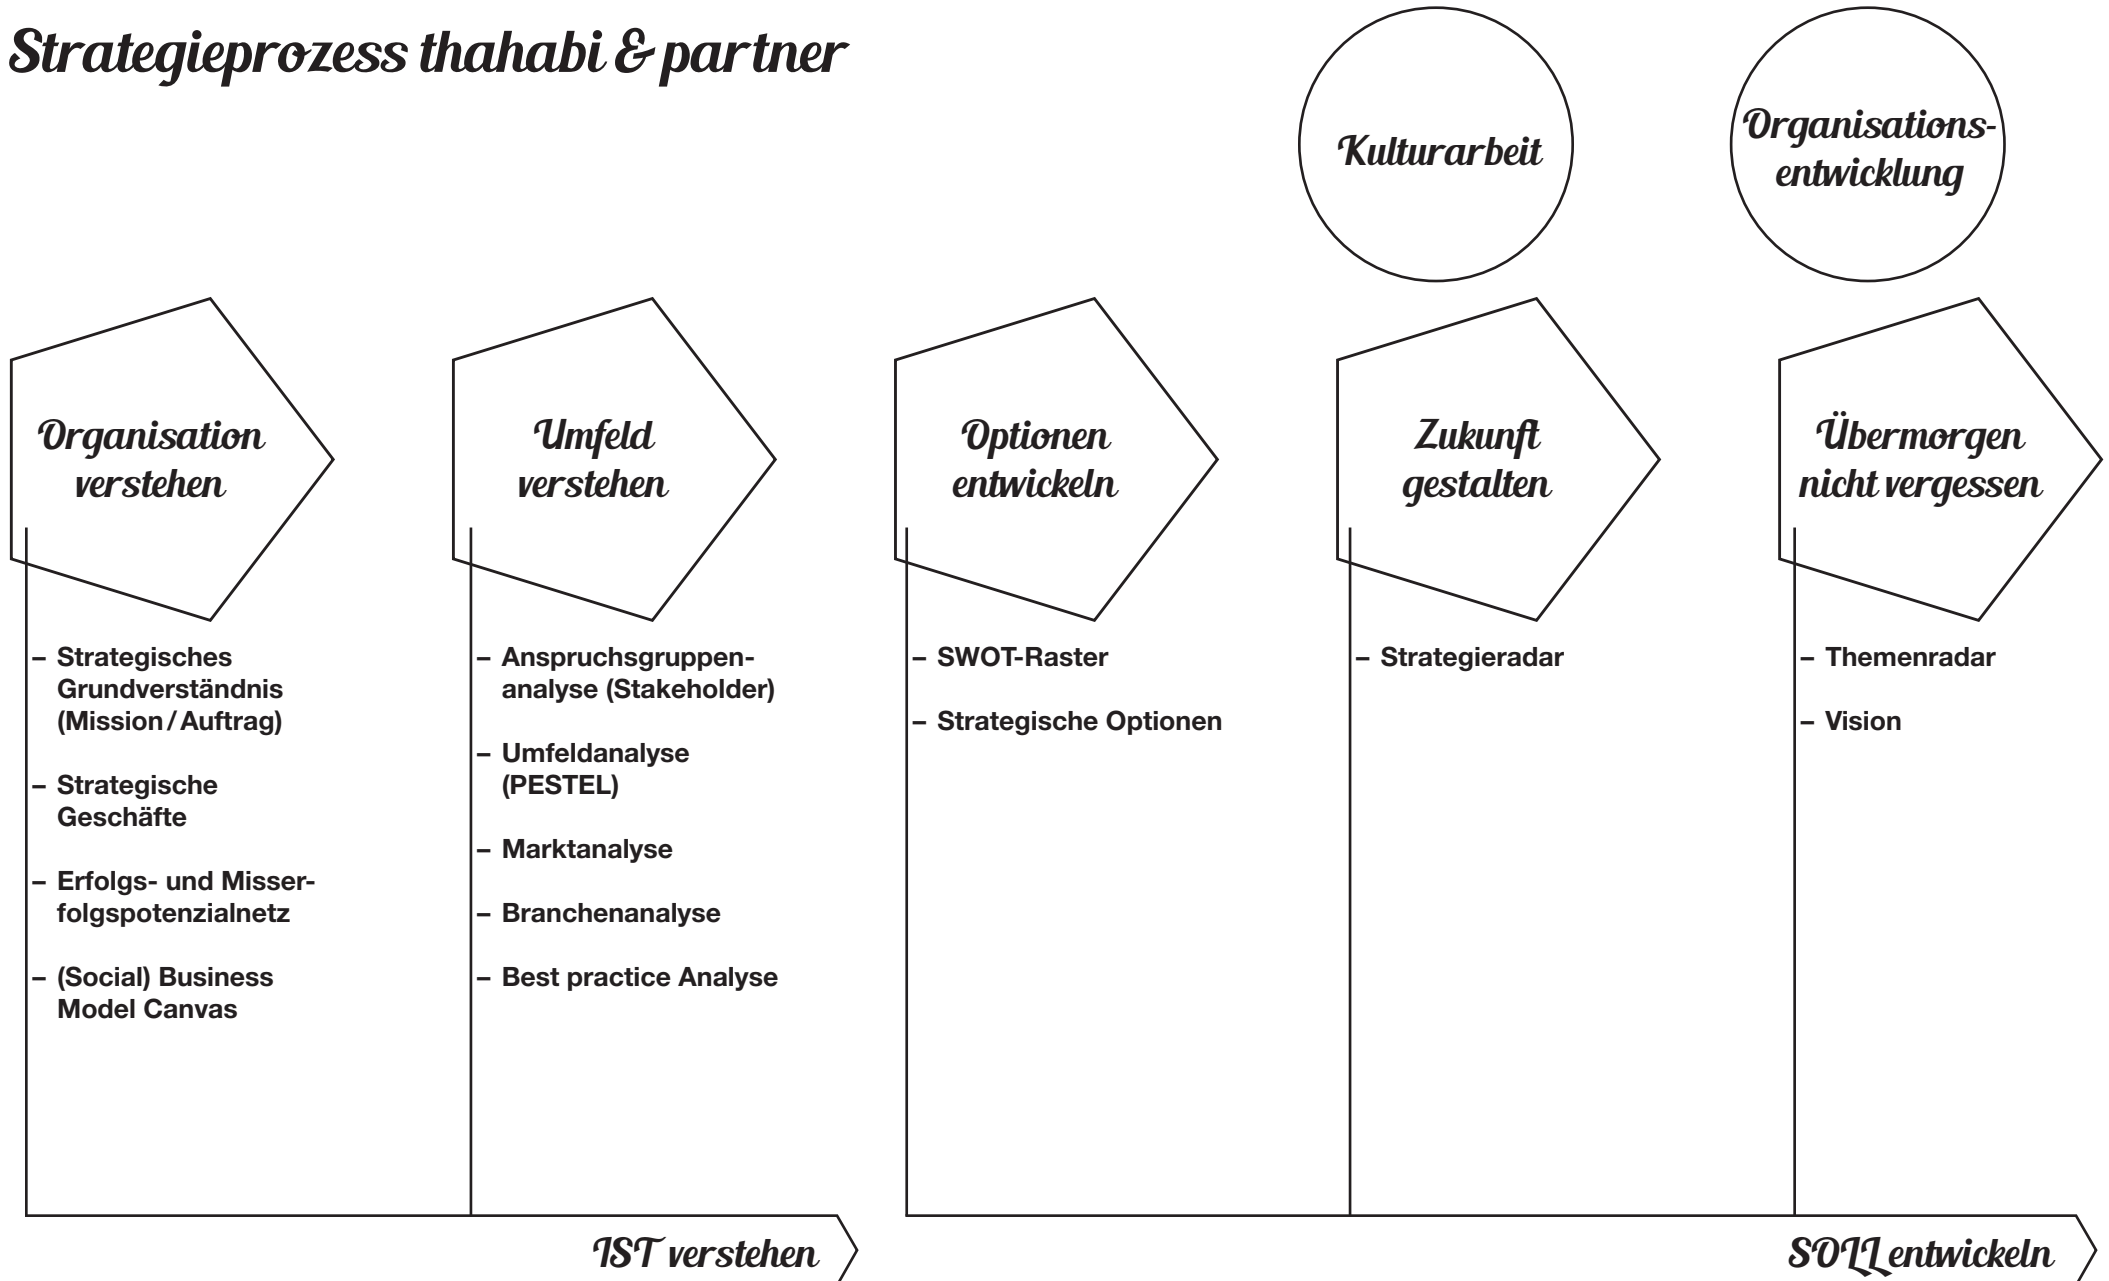 Strategieprozess thahabi & partner
Kulturarbeit
Organisations-
entwicklung
Organisation
verstehen
Umfeld
verstehen
Optionen
entwickeln
Zukunft
gestalten
Übermorgen
nicht vergessen
– Strategisches
Grundverständnis
(Mission / Auftrag)
– Strategische
Geschäfte
– Erfolgs- und Misser-
folgspotenzialnetz
– (Social) Business
Model Canvas
– Anspruchsgruppen-
analyse (Stakeholder)
– Umfeldanalyse
(PESTEL)
– Marktanalyse
– Branchenanalyse
– Best practice Analyse
– SWOT-Raster
– Strategische Optionen
– Strategieradar
– Themenradar
– Vision
IST verstehen
SOLL entwickeln